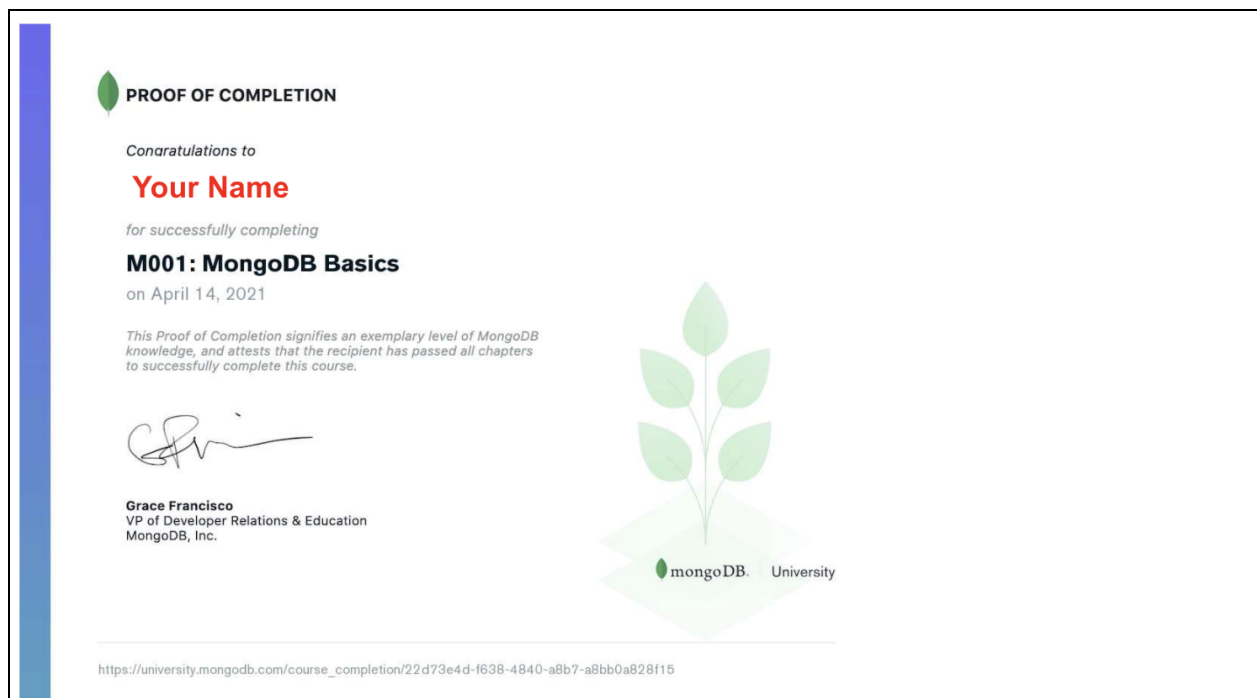 PROOF OF COMPLETION
Congratulations to
Your Name
for successfully completing
M001: MongoDB Basics
on April 14, 2021
This Proof of Completion signifies an exemplary level of MongoDB
knowledge, and attests that the recipient has passed all chapters
to successfully complete this course.
Grace Francisco
VP of Developer Relations & Education
MongoDB, Inc.
mongoDB. University
https://university.mongodb.com/course_completion/22d73e4d-f638-4840-a8b7-a8bb0a828f15